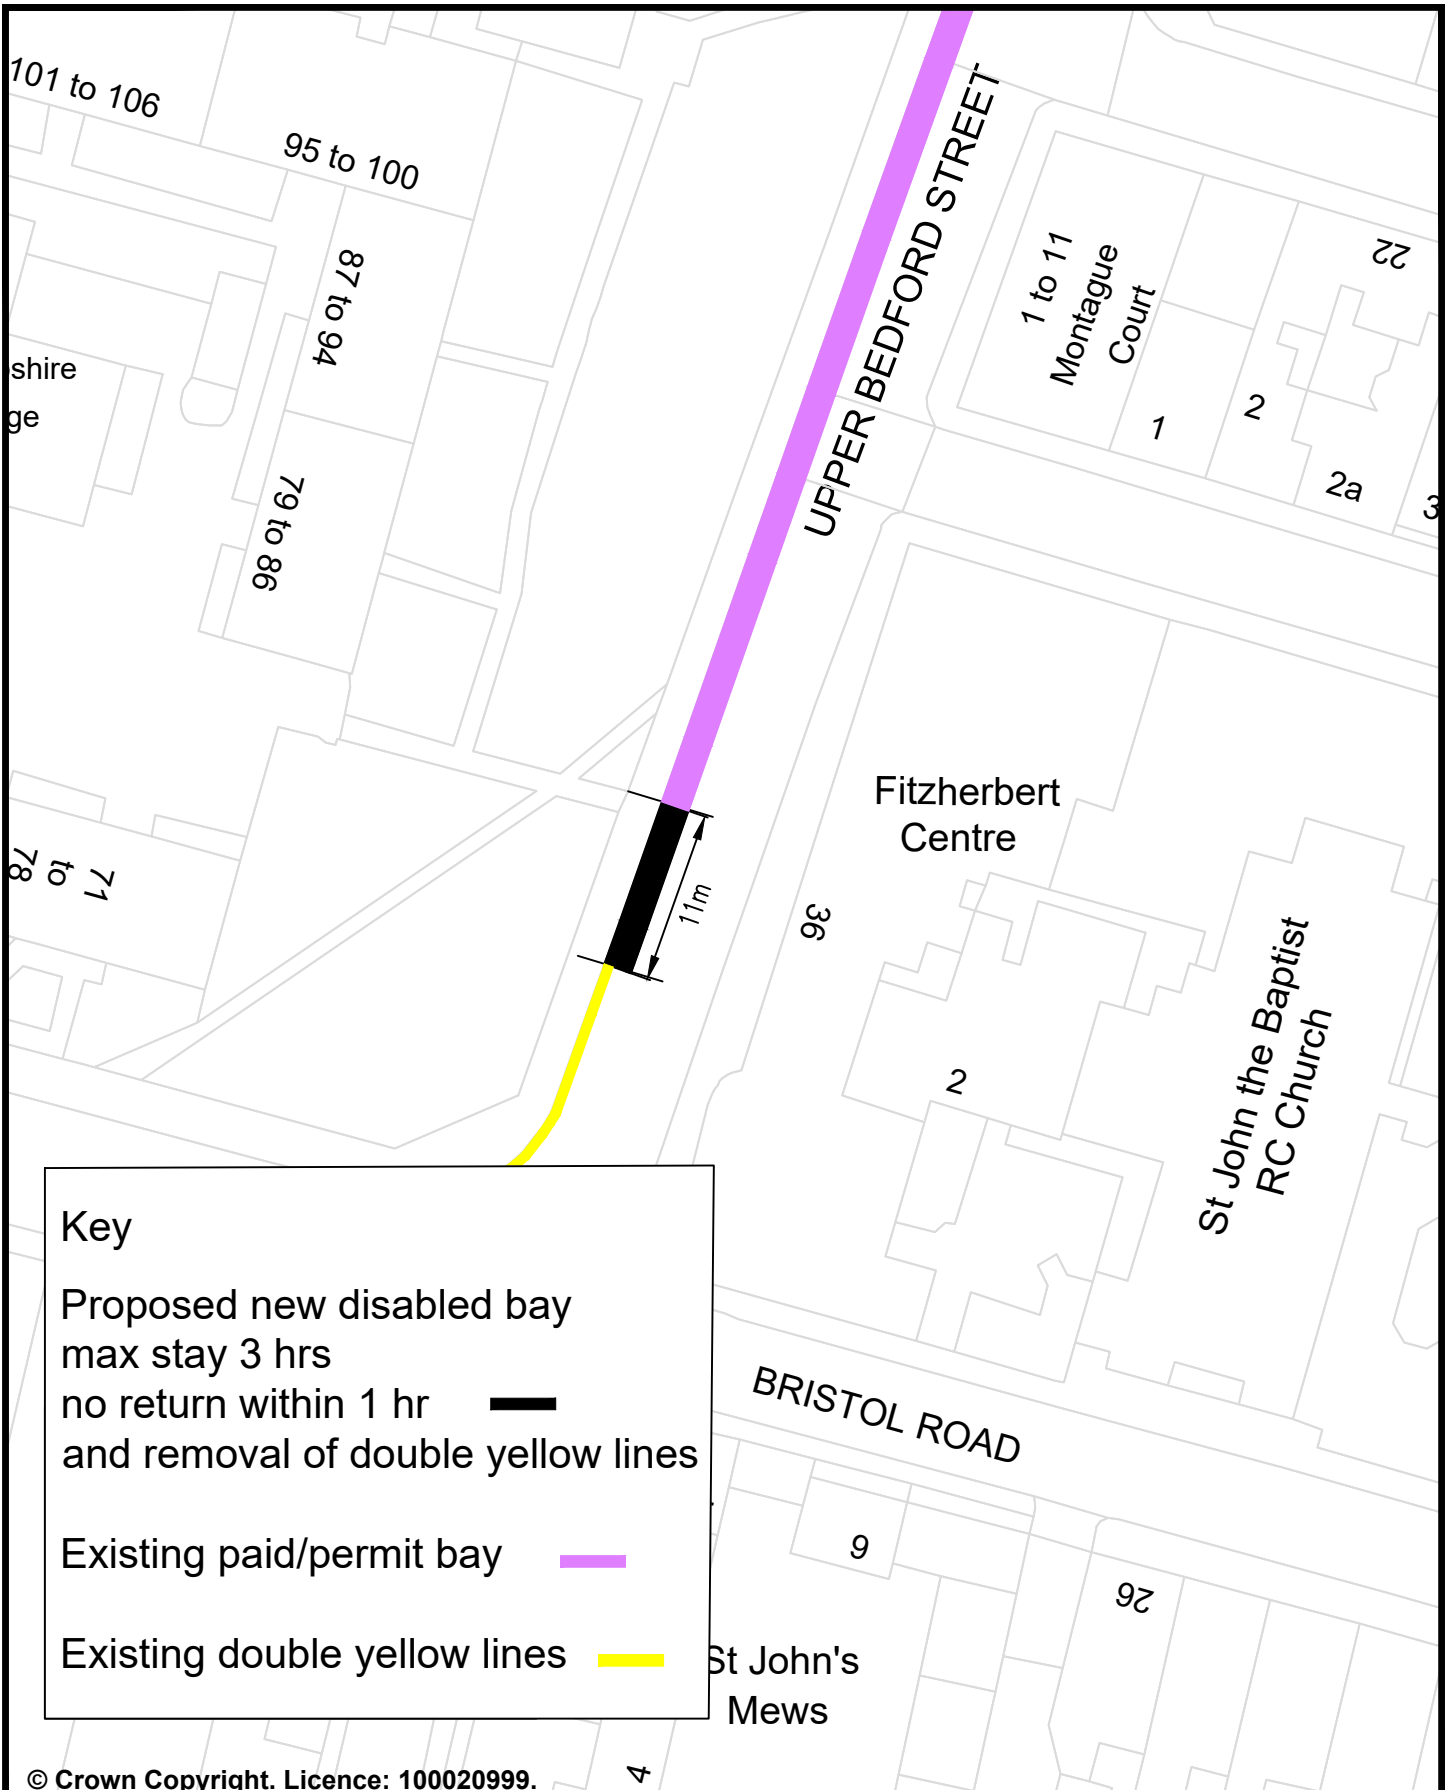 101 to 106
95 to 100
87 to 94
shire
ge
79 to 86
71
to
78
UPPER BEDFORD STREET
1 to 11
Montague
Court
1
2
2a
3
22
Fitzherbert
Centre
36
11m
2
St John the Baptist
RC Church
BRISTOL ROAD
Key
Proposed new disabled bay
max stay 3 hrs
no return within 1 hr
and removal of double yellow lines
Existing paid/permit bay
Existing double yellow lines
9
26
St John's
Mews
4
© Crown Copyright. Licence: 100020999.